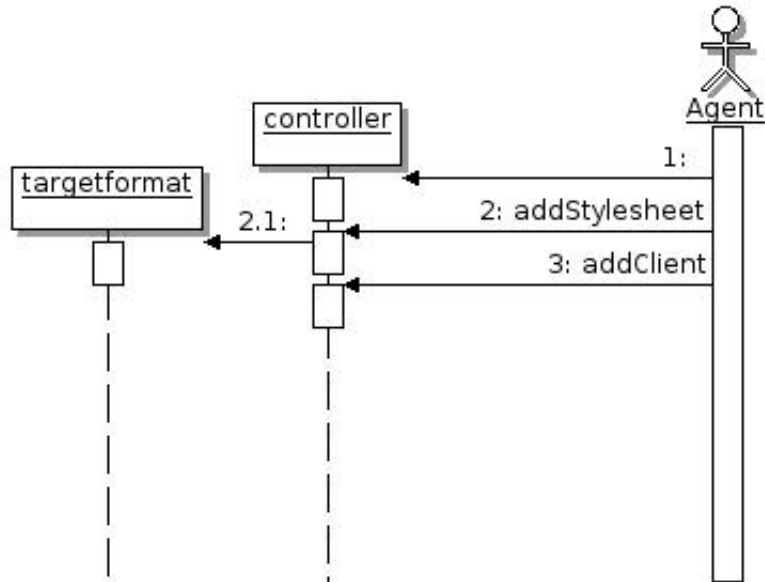 Agent
controller
1:
targetformat
2: addStylesheet
2.1:
3: addClient